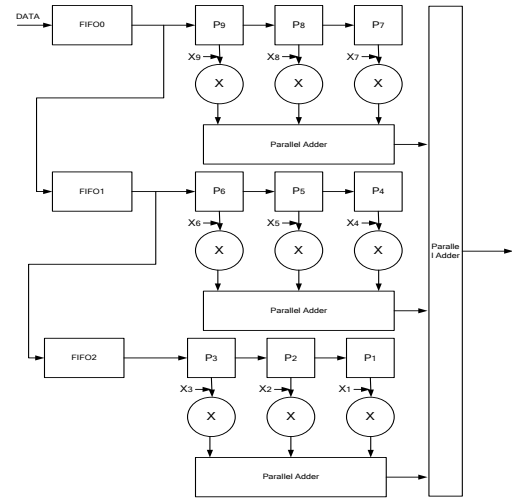 DATA
FIFO0
P9
P8
P7
X9
X8
X7
X
X
X
Parallel Adder
FIFO1
P6
P5
P4
X6
X5
X4
X
X
X
Parallel Adder
Paralle
l Adder
FIFO2
P3
P2
P1
X3
X2
X1
X
X
X
Parallel Adder